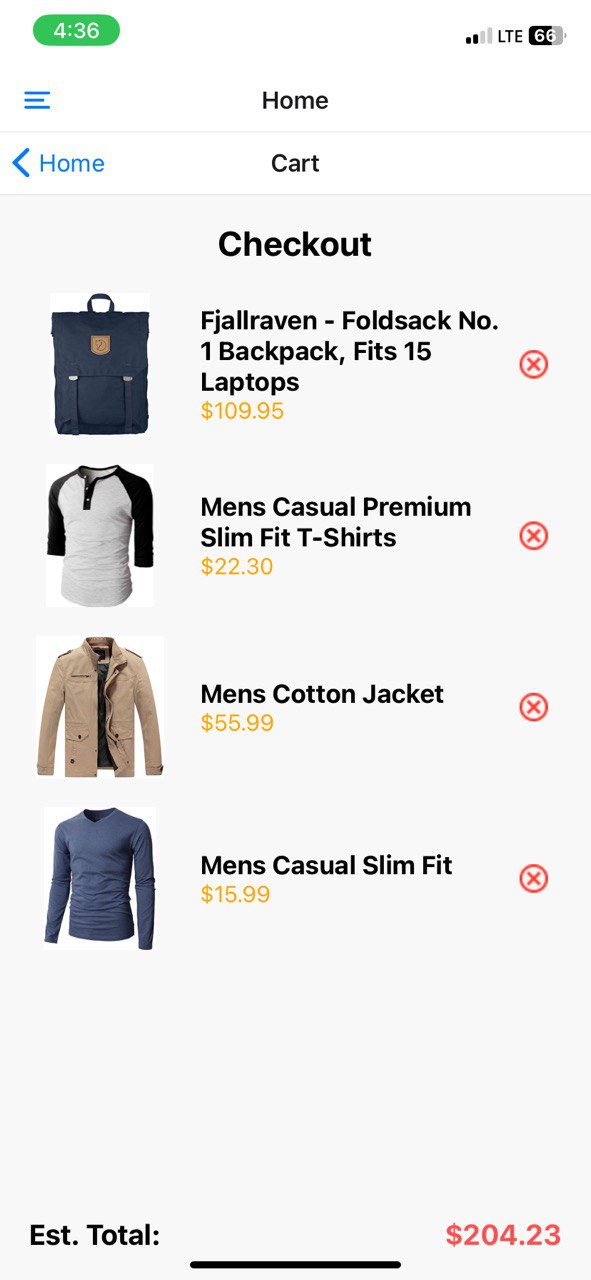 4:36
LTE 66
Home
Home
Cart
Checkout
Fjallraven - Foldsack No.
1 Backpack, Fits 15
Laptops
$109.95
Mens Casual Premium
Slim Fit T-Shirts
$22.30
Mens Cotton Jacket
$55.99
Mens Casual Slim Fit
$15.99
Est. Total:
$204.23